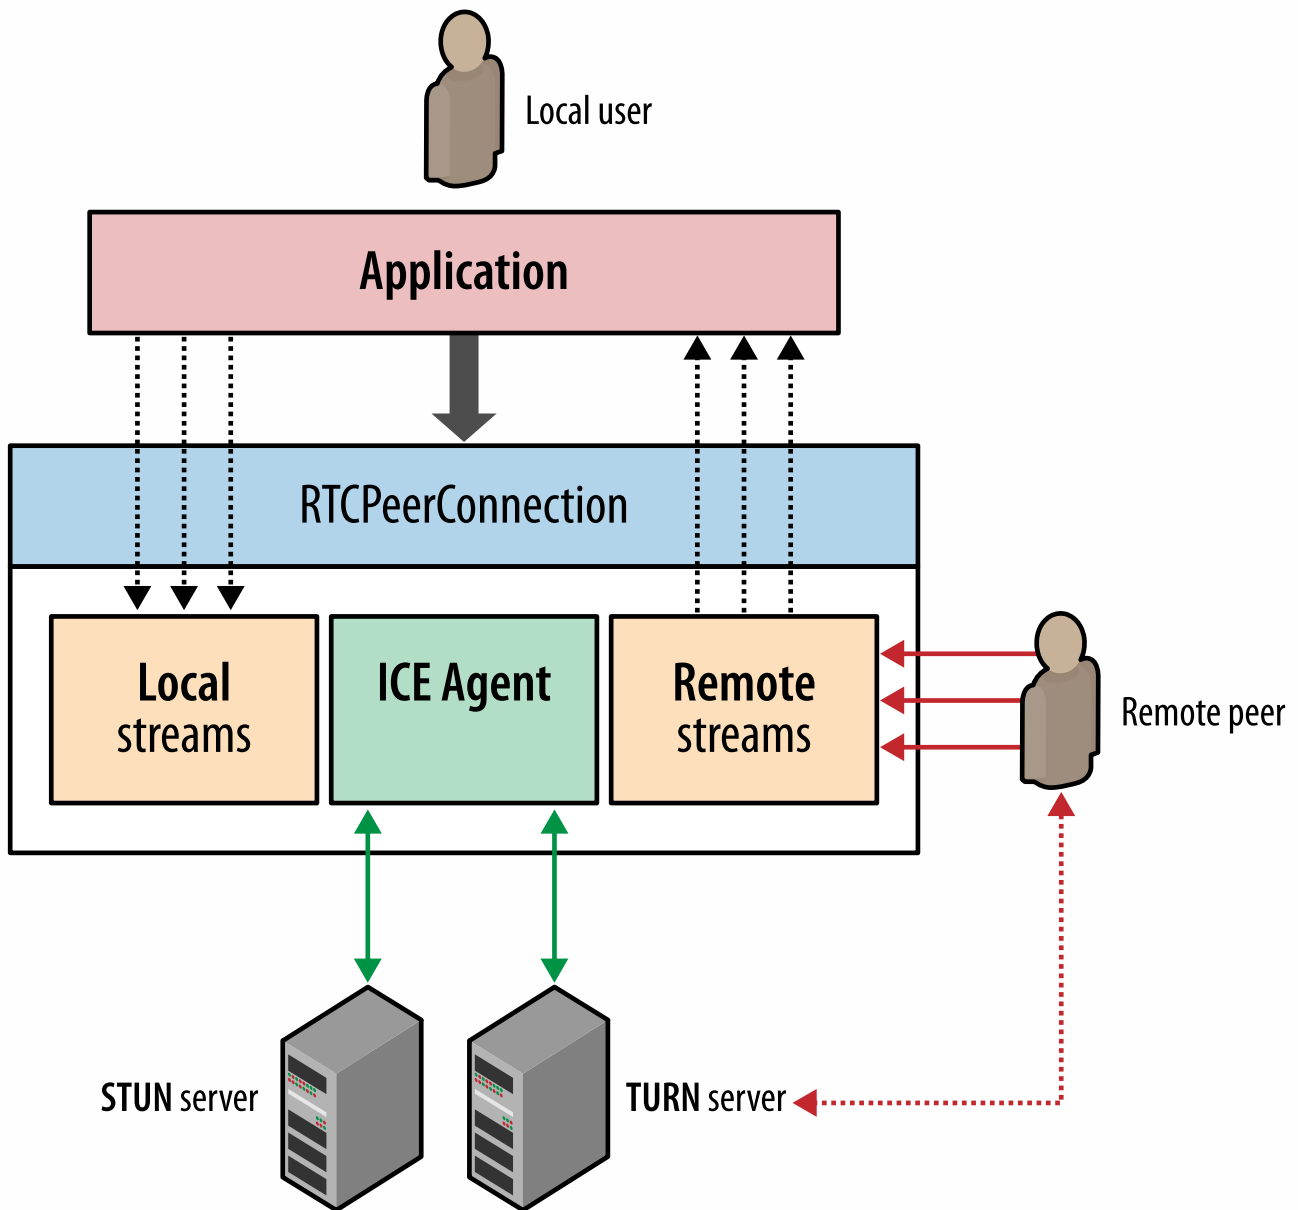 Local user
Application
RTCPeerConnection
Local
streams
ICE Agent
Remote
streams
Remote peer
STUN server
TURN server